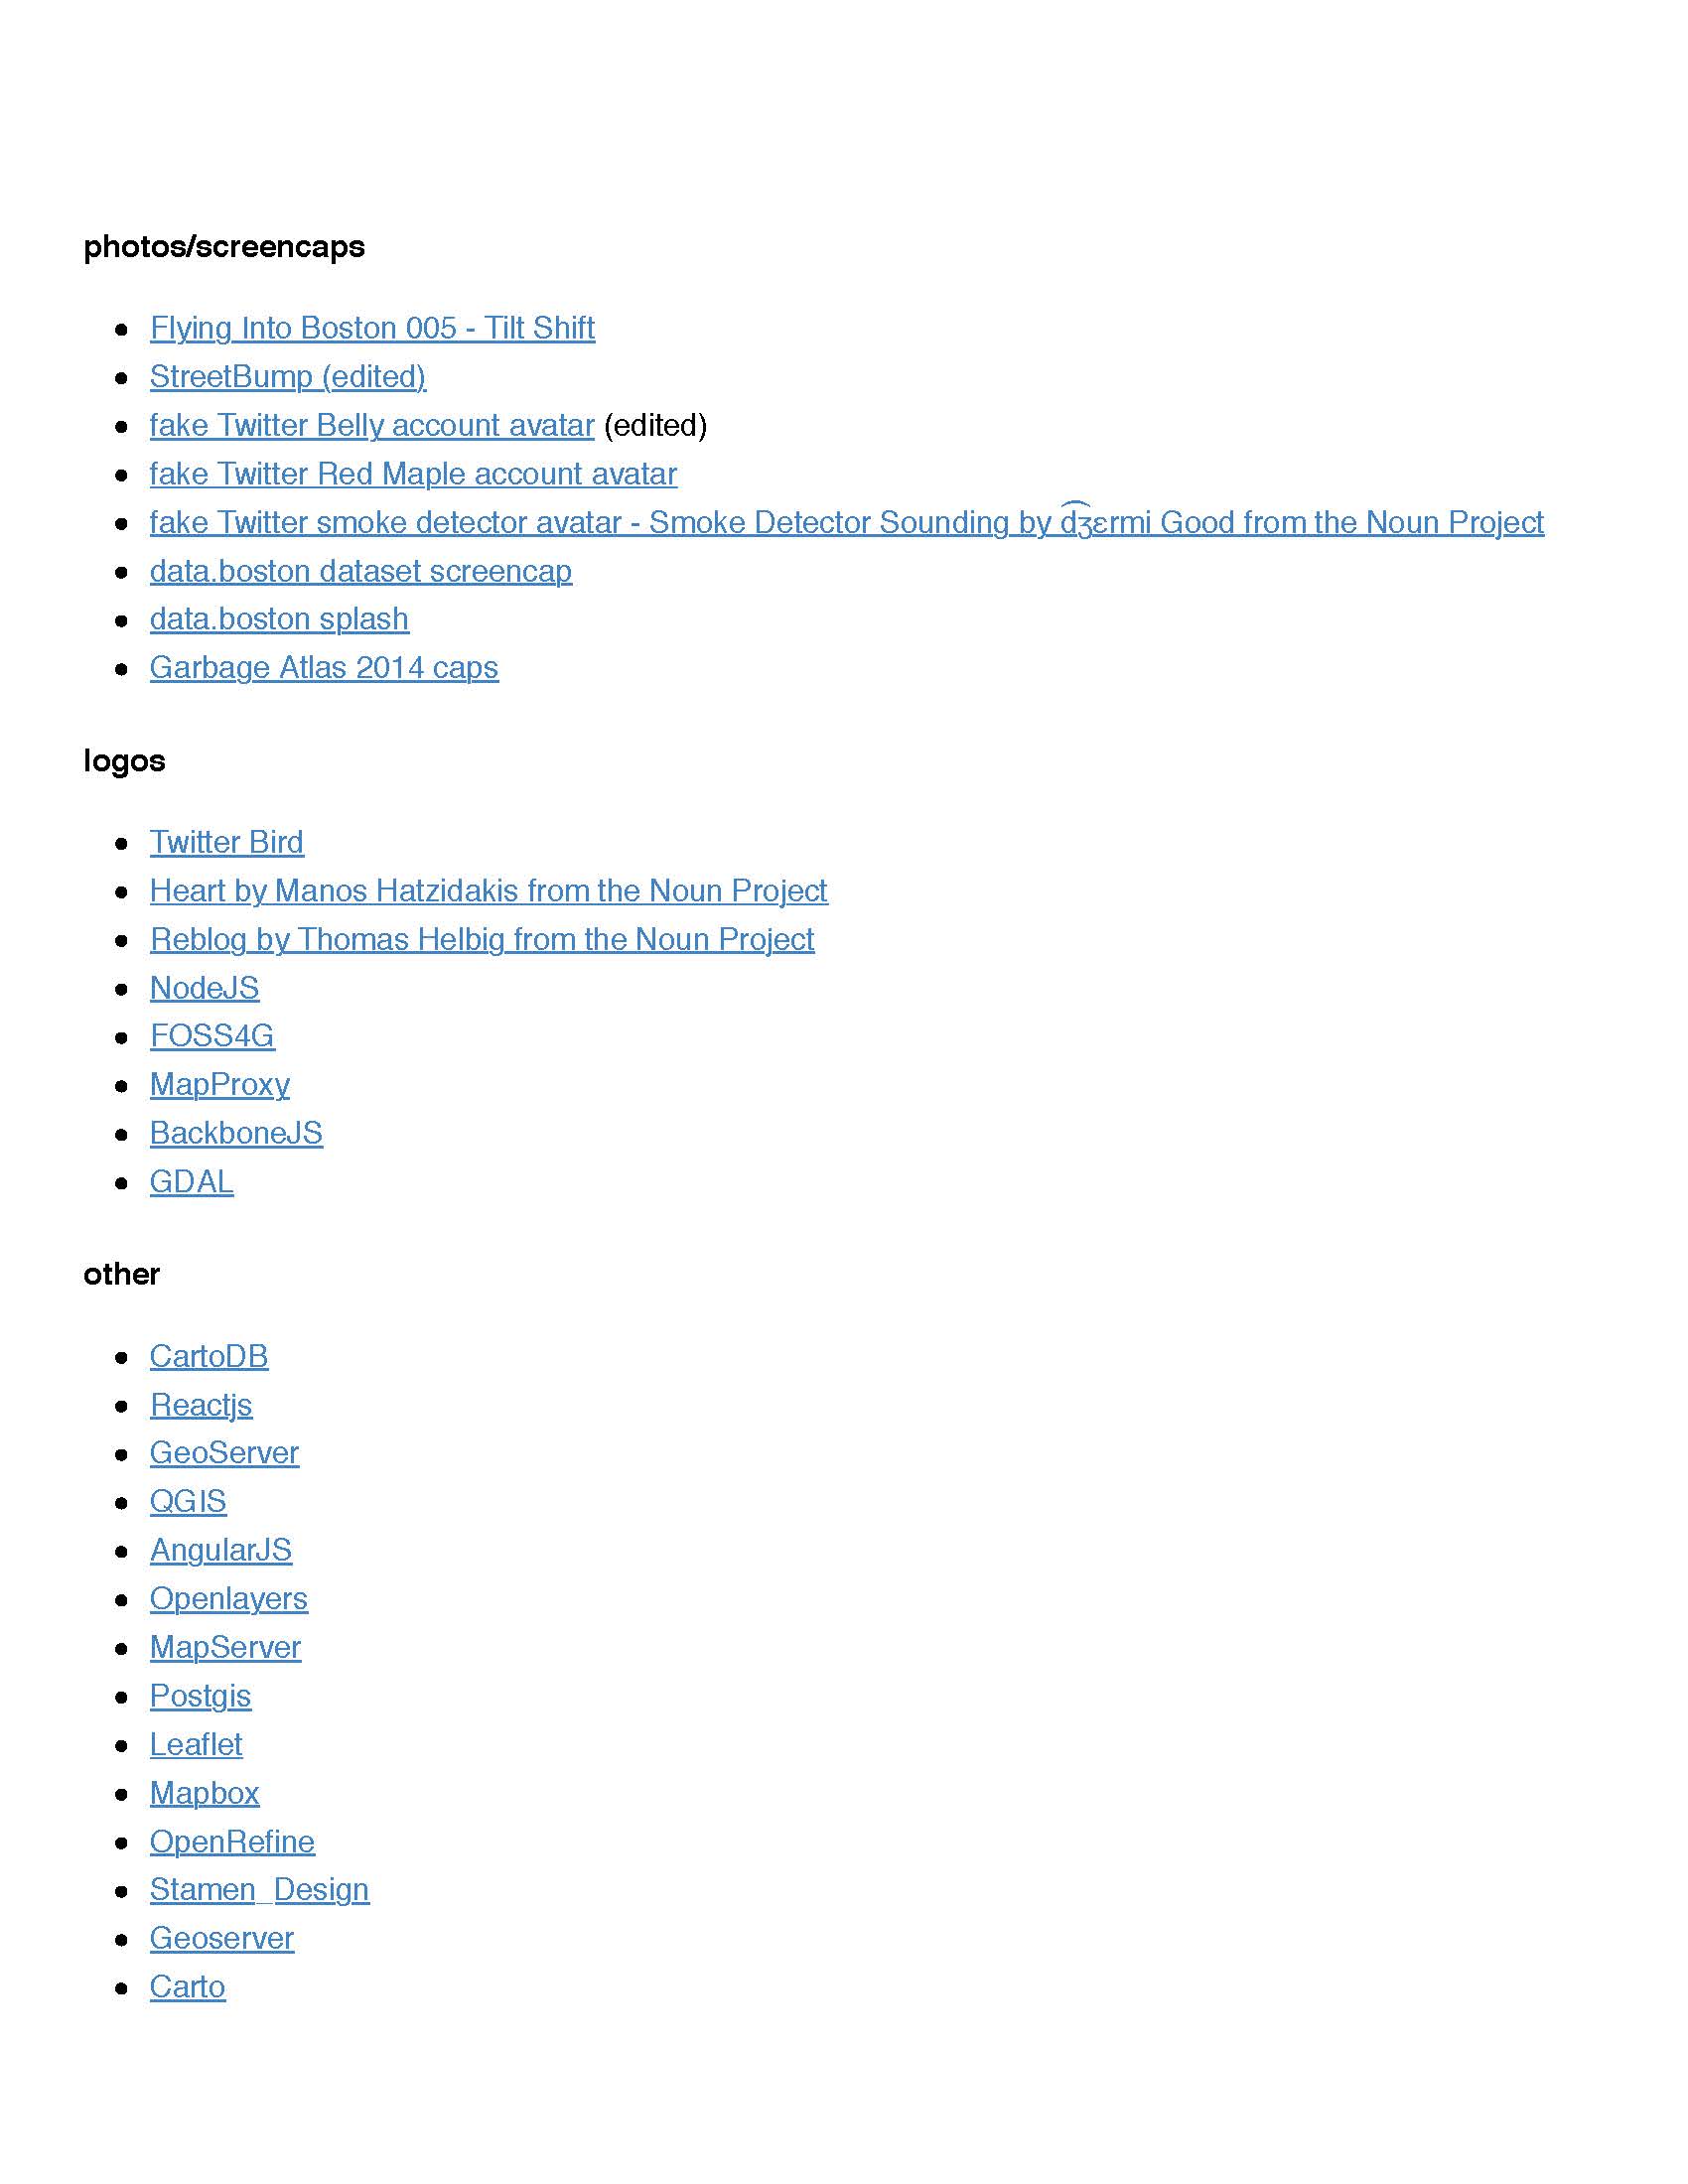 photos/screencaps
Flying Into Boston 005 - Tilt Shift
StreetBump (edited)
fake Twitter Belly account avatar (edited)
fake Twitter Red Maple account avatar
fake Twitter smoke detector avatar - Smoke Detector Sounding by d͡ʒɛrmi Good from the Noun Project
data.boston dataset screencap
data.boston splash
Garbage Atlas 2014 caps
logos
Twitter Bird
Heart by Manos Hatzidakis from the Noun Project
Reblog by Thomas Helbig from the Noun Project
NodeJS
FOSS4G
MapProxy
BackboneJS
GDAL
other
CartoDB
Reactjs
GeoServer
QGIS
AngularJS
Openlayers
MapServer
Postgis
Leaflet
Mapbox
OpenRefine
Stamen_Design
Geoserver
Carto